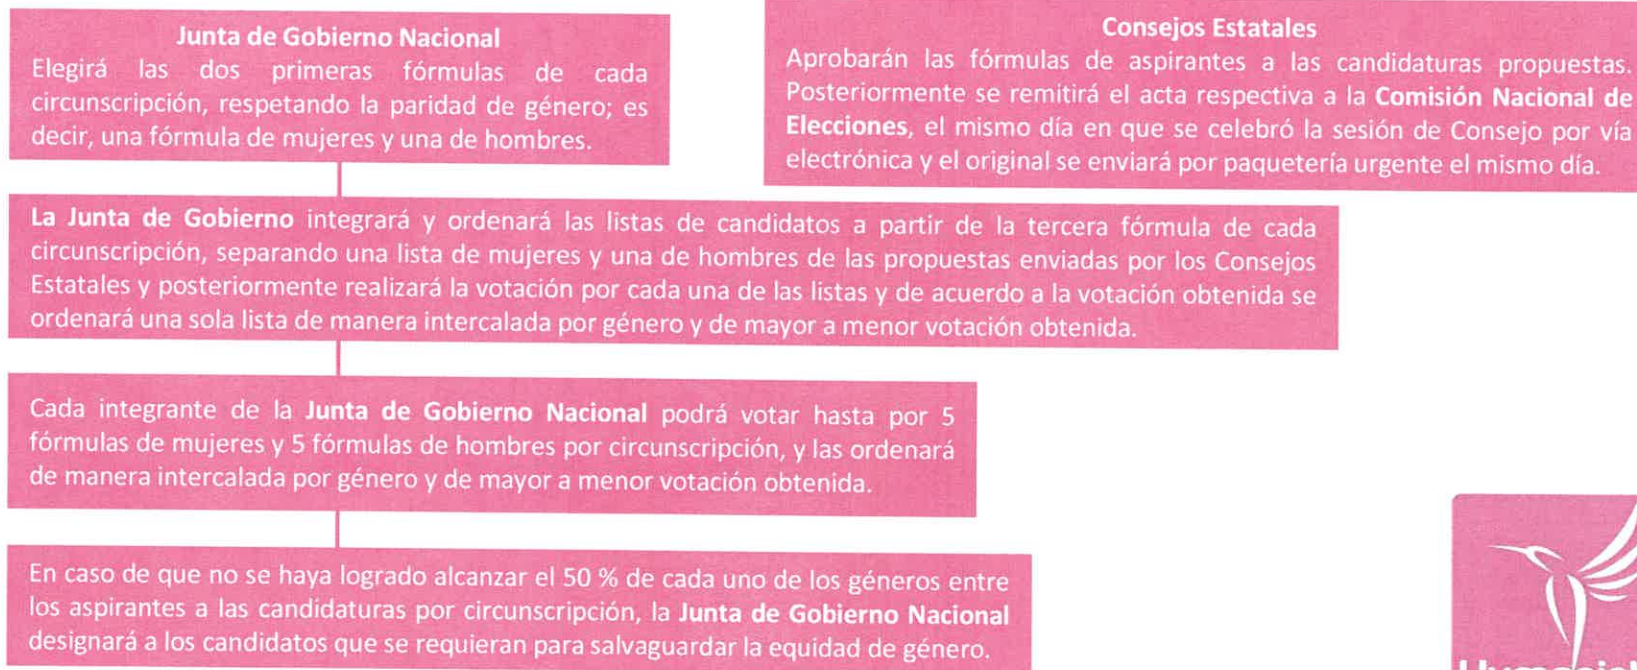 Junta de Gobierno Nacional
Elegirá las dos primeras fórmulas de cada
circunscripción, respetando la paridad de género; es
decir, una fórmula de mujeres y una de hombres.
Consejos Estatales
Aprobarán las fórmulas de aspirantes a las candidaturas propuestas.
Posteriormente se remitirá el acta respectiva a la Comisión Nacional de
Elecciones, el mismo día en que se celebró la sesión de Consejo por vía
electrónica y el original se enviará por paquetería urgente el mismo día.
La Junta de Gobierno integrará y ordenará las listas de candidatos a partir de la tercera fórmula de cada
circunscripción, separando una lista de mujeres y una de hombres de las propuestas enviadas por los Consejos
Estatales y posteriormente realizará la votación por cada una de las listas y de acuerdo a la votación obtenida se
ordenará una sola lista de manera intercalada por género y de mayor a menor votación obtenida.
Cada integrante de la Junta de Gobierno Nacional podrá votar hasta por 5
fórmulas de mujeres y 5 fórmulas de hombres por circunscripción, y las ordenará
de manera intercalada por género y de mayor a menor votación obtenida.
En caso de que no se haya logrado alcanzar el 50 % de cada uno de los géneros entre
los aspirantes a las candidaturas por circunscripción, la Junta de Gobierno Nacional
designará a los candidatos que se requieran para salvaguardar la equidad de género.